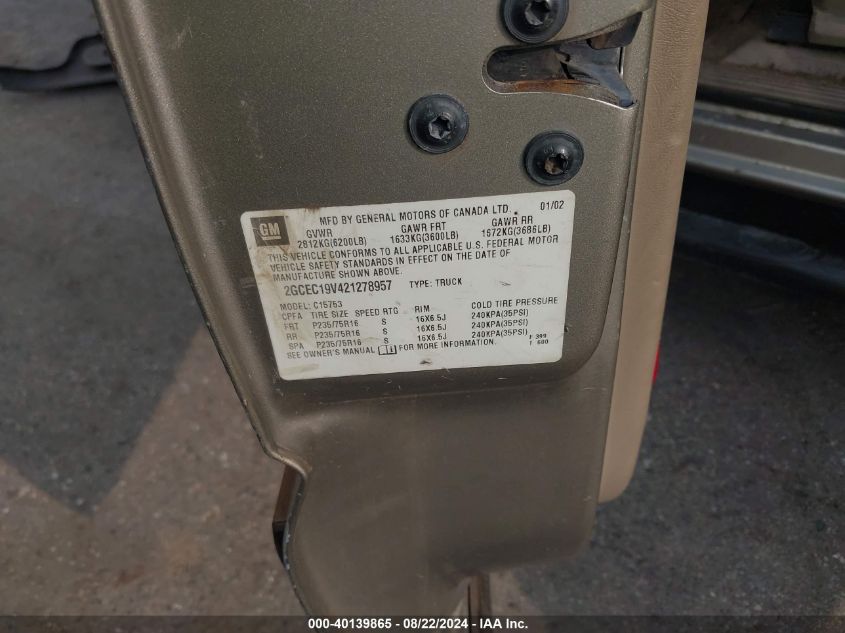 GM
MFD BY GENERAL MOTORS OF CANADA LTD. 01/02
GVWR GAWR FRT GAWR RR
2812KG(6200LB) 1633KG(3600LB) 1672KG(3686LB)
THIS VEHICLE CONFORMS TO ALL APPLICABLE U.S. FEDERAL MOTOR
VEHICLE SAFETY STANDARDS IN EFFECT ON THE DATE OF
MANUFACTURE SHOWN ABOVE.
2GCEC19V421278957 TYPE: TRUCK
MODEL: C15753
CPFA TIRE SIZE SPEED RTG RIM COLD TIRE PRESSURE
FRT P235/75R16 S 16X6.5J 240KPA(35PSI)
RR P235/75R16 S 16X6.5J 240KPA(35PSI)
SPA P235/75R16 S 16X6.5J 240KPA(35PSI)
SEE OWNER'S MANUAL FOR MORE INFORMATION.
F 399
T 600
000-40139865 - 08/22/2024 - IAA Inc.